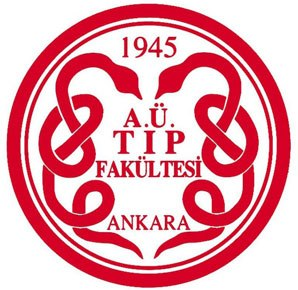 1945
A.Ü.
TIP
FAKÜLTESİ
ANKARA